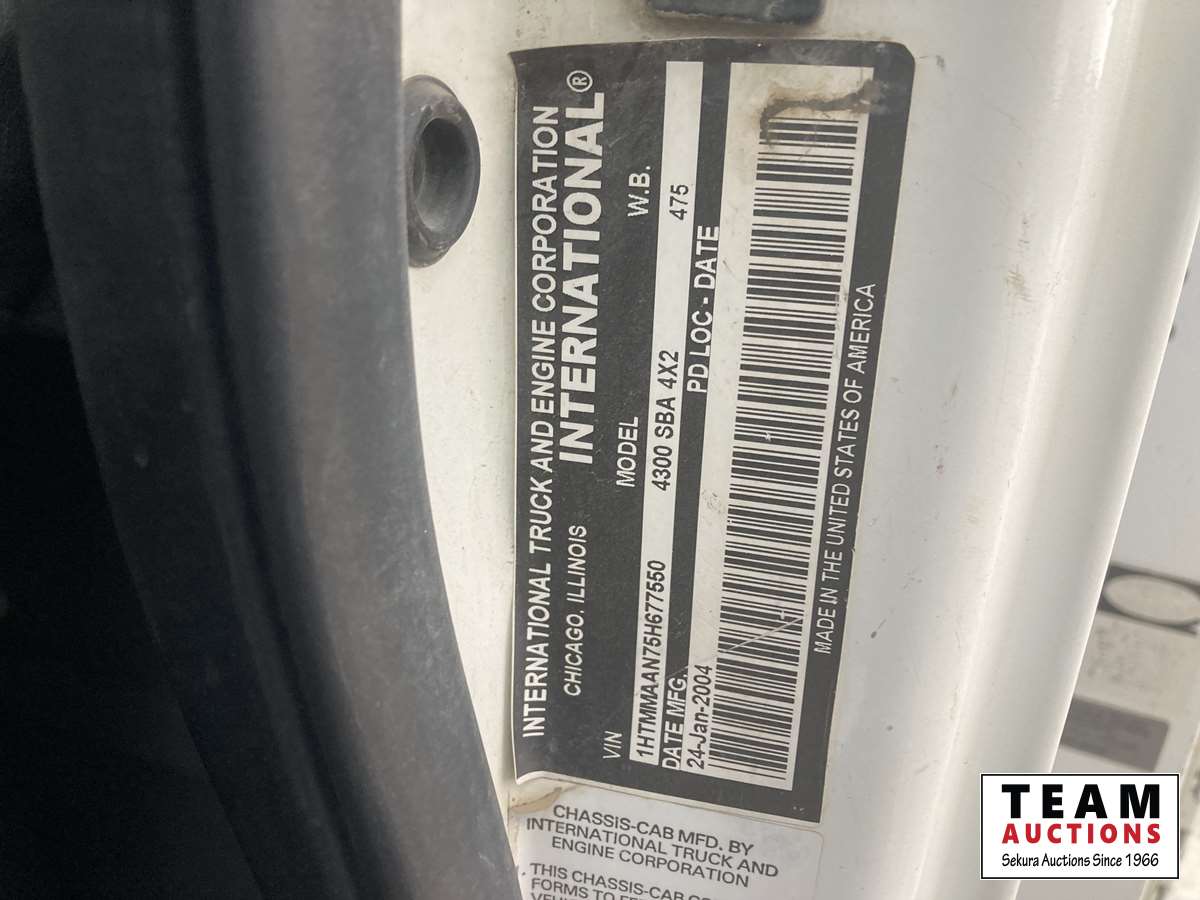 INTERNATIONAL TRUCK AND ENGINE CORPORATION
CHICAGO, ILLINOIS INTERNATIONAL®
VIN MODEL W.B.
1HTMMAAN75H677550 4300 SBA 4X2 475
DATE MFG. PD LOC - DATE
24-Jan-2004
MADE IN THE UNITED STATES OF AMERICA
CHASSIS-CAB MFD. BY
INTERNATIONAL TRUCK AND
ENGINE CORPORATION
THIS CHASSIS-CAB
FORMS TO
TEAM
AUCTIONS
Sekura Auctions Since 1966